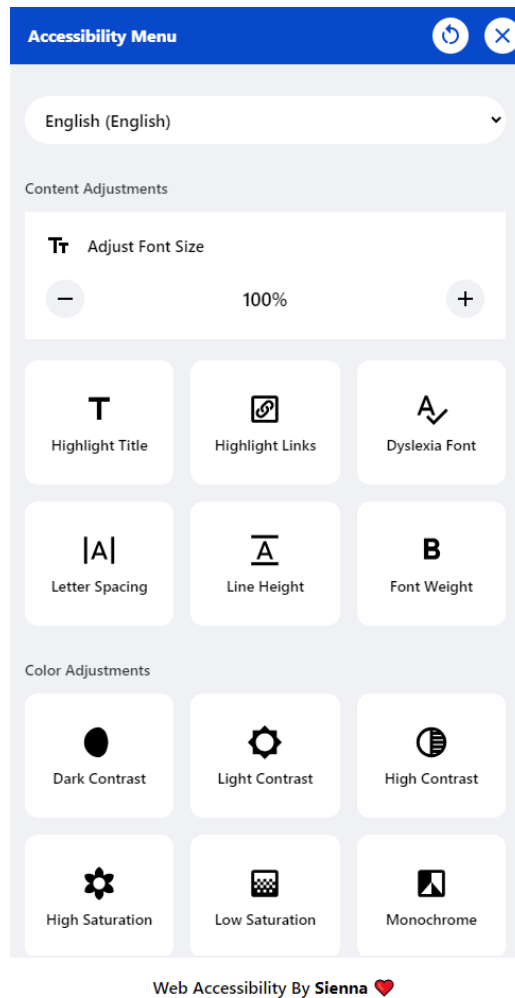 Accessibility Menu
English (English)
Content Adjustments
Adjust Font Size
100%
Highlight Title
Highlight Links
Dyslexia Font
Letter Spacing
Line Height
Font Weight
Color Adjustments
Dark Contrast
Light Contrast
High Contrast
High Saturation
Low Saturation
Monochrome
Web Accessibility By Sienna ❤️